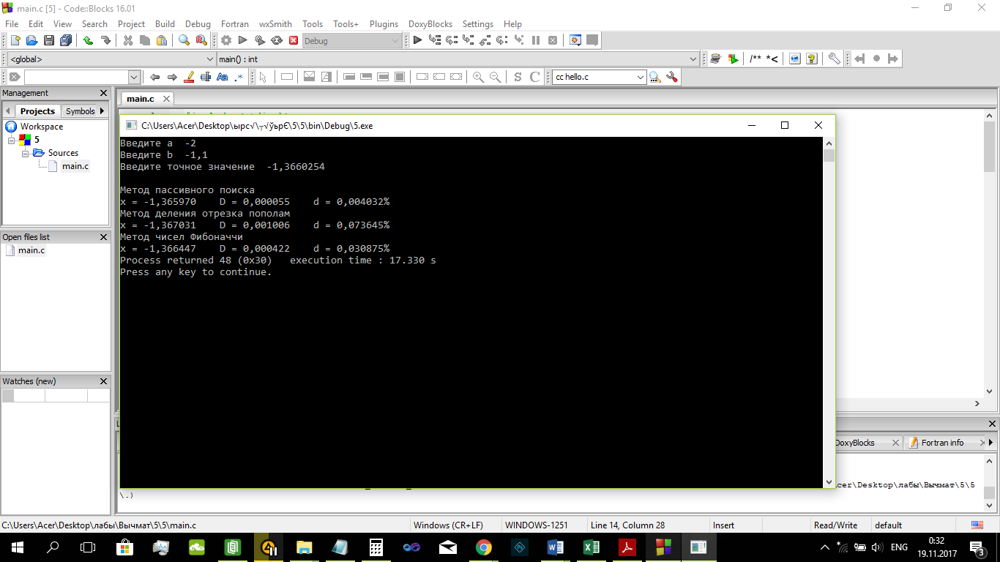 main.c [5] - Code::Blocks 16.01
File Edit View Search Project Build Debug Fortran wxSmith Tools Tools+ Plugins DoxyBlocks Settings Help
Debug
<global> main() : int
/** *<
Aa .* S C cc hello.c
Management
main.c
Projects Symbols
Workspace
5
Sources
main.c
Open files list
main.c
Watches (new)
C:\Users\Acer\Desktop\ырс√\┬√ўьрЄ\5\5\bin\Debug\5.exe
Введите a  -2
Введите b  -1,1
Введите точное значение  -1,3660254
Метод пассивного поиска
x = -1,365970    D = 0,000055    d = 0,004032%
Метод деления отрезка пополам
x = -1,367031    D = 0,001006    d = 0,073645%
Метод чисел Фибоначчи
x = -1,366447    D = 0,000422    d = 0,030875%
Process returned 48 (0x30)   execution time : 17.330 s
Press any key to continue.
DoxyBlocks Fortran info
cer\Desktop\лабы\Вычмат\5\5
\.)
C:\Users\Acer\Desktop\лабы\Вычмат\5\5\main.c Windows (CR+LF) WINDOWS-1251 Line 14, Column 28 Insert Read/Write default
ENG 0:32
19.11.2017 3